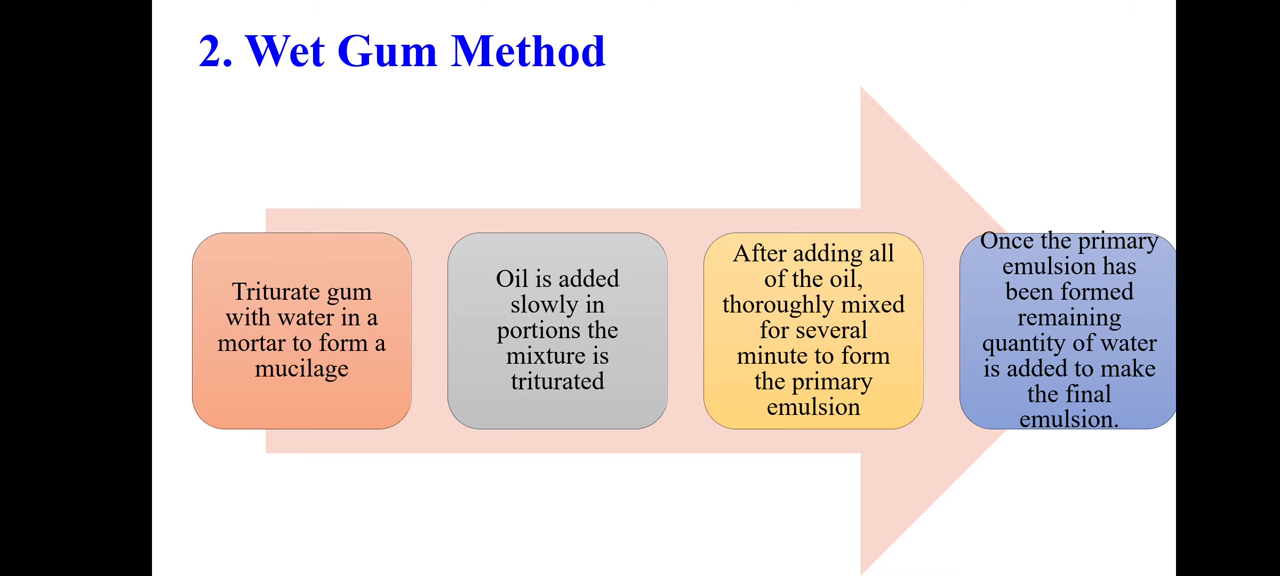 2. Wet Gum Method
Triturate gum
with water in a
mortar to form a
mucilage
Oil is added
slowly in
portions the
mixture is
triturated
After adding all
of the oil,
thoroughly mixed
for several
minute to form
the primary
emulsion
Once the primary
emulsion has
been formed
remaining
quantity of water
is added to make
the final
emulsion.